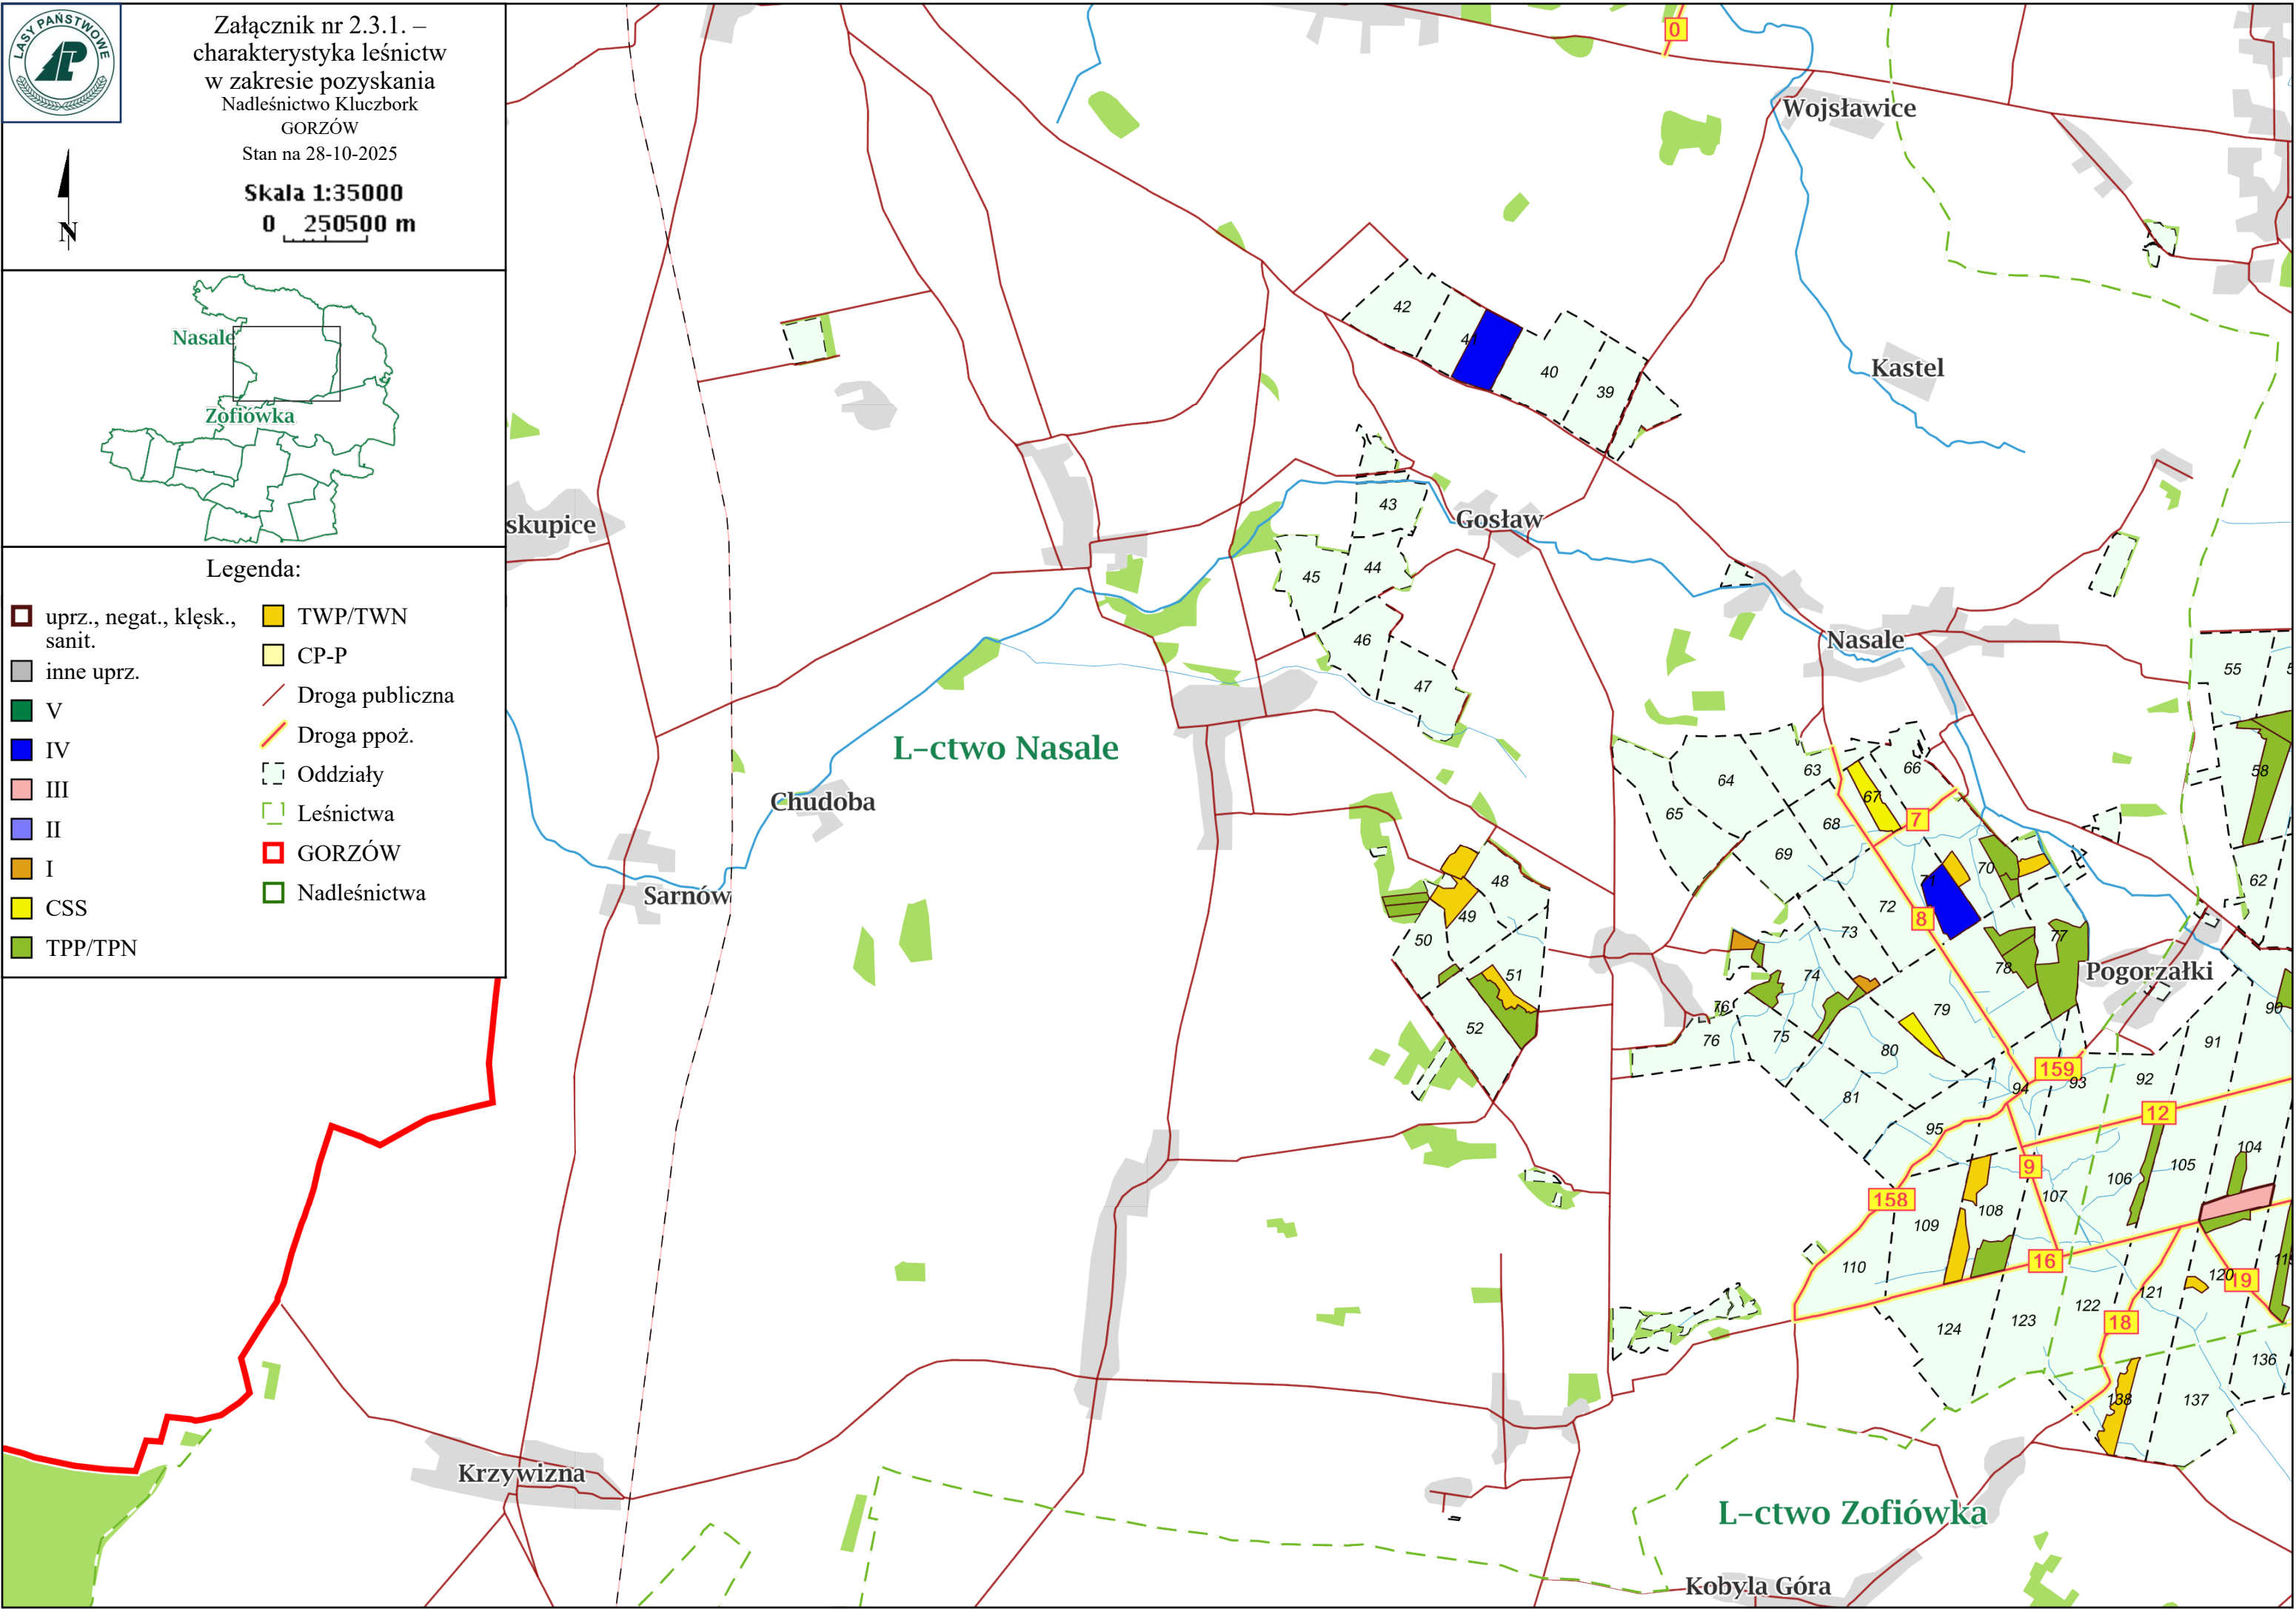 LASY PAŃSTWOWE
LP
Załącznik nr 2.3.1. –
charakterystyka leśnictw
w zakresie pozyskania
Nadleśnictwo Kluczbork
GORZÓW
Stan na 28-10-2025
Skala 1:35000
0 250500 m
N
Nasale
Zofiówka
Legenda:
uprz., negat., klęsk.,
sanit.
inne uprz.
V
IV
III
II
I
CSS
TPP/TPN
TWP/TWN
CP-P
Droga publiczna
Droga ppoż.
Oddziały
Leśnictwa
GORZÓW
Nadleśnictwa
0
Wojsławice
42
41
40
39
Kastel
skupice
43
Gosław
45
44
46
47
Nasale
55
L-ctwo Nasale
Chudoba
Sarnów
64
63
66
65
67
68
7
58
69
70
71
62
48
49
50
72
8
73
77
51
74
78
Pogorzałki
52
76
76
75
79
80
90
91
159
94
93
92
81
12
95
104
9
105
106
158
107
108
109
110
16
120
19
121
122
123
18
124
136
138
137
Krzywizna
L-ctwo Zofiówka
Kobyla Góra